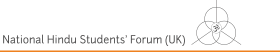 National Hindu Students' Forum (UK)
ॐ